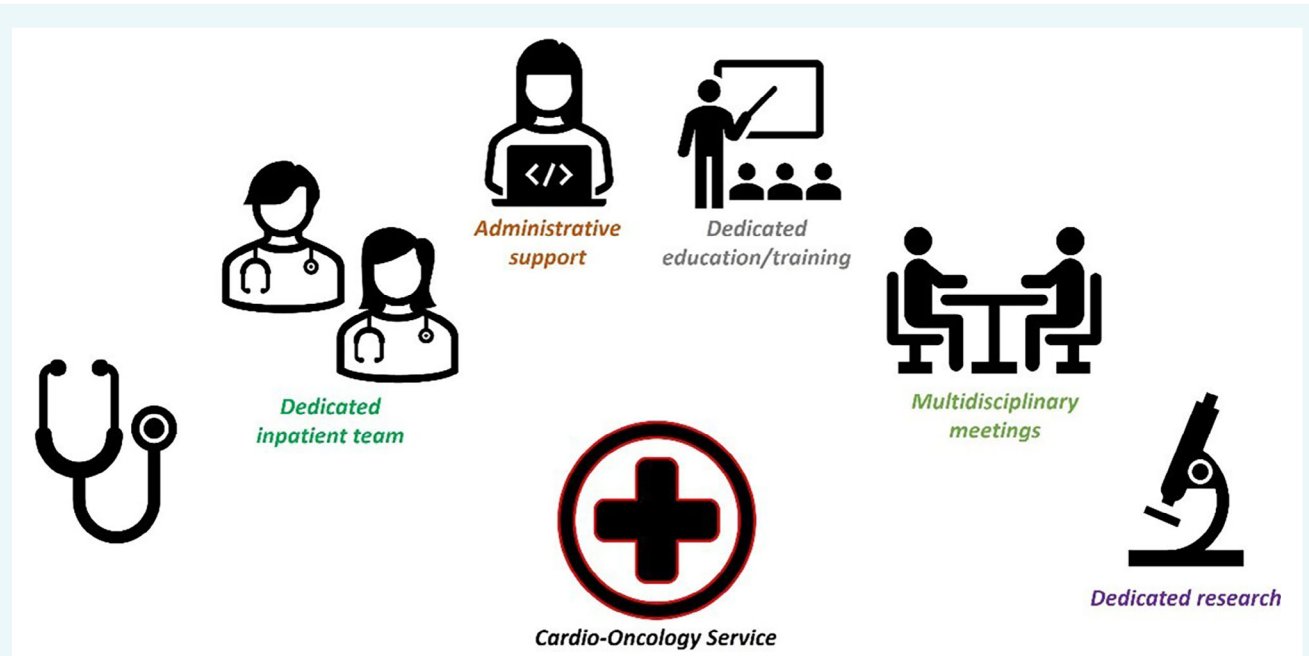 </>
Administrative
support
Dedicated
education/training
Dedicated
inpatient team
Multidisciplinary
meetings
Dedicated research
Cardio-Oncology Service